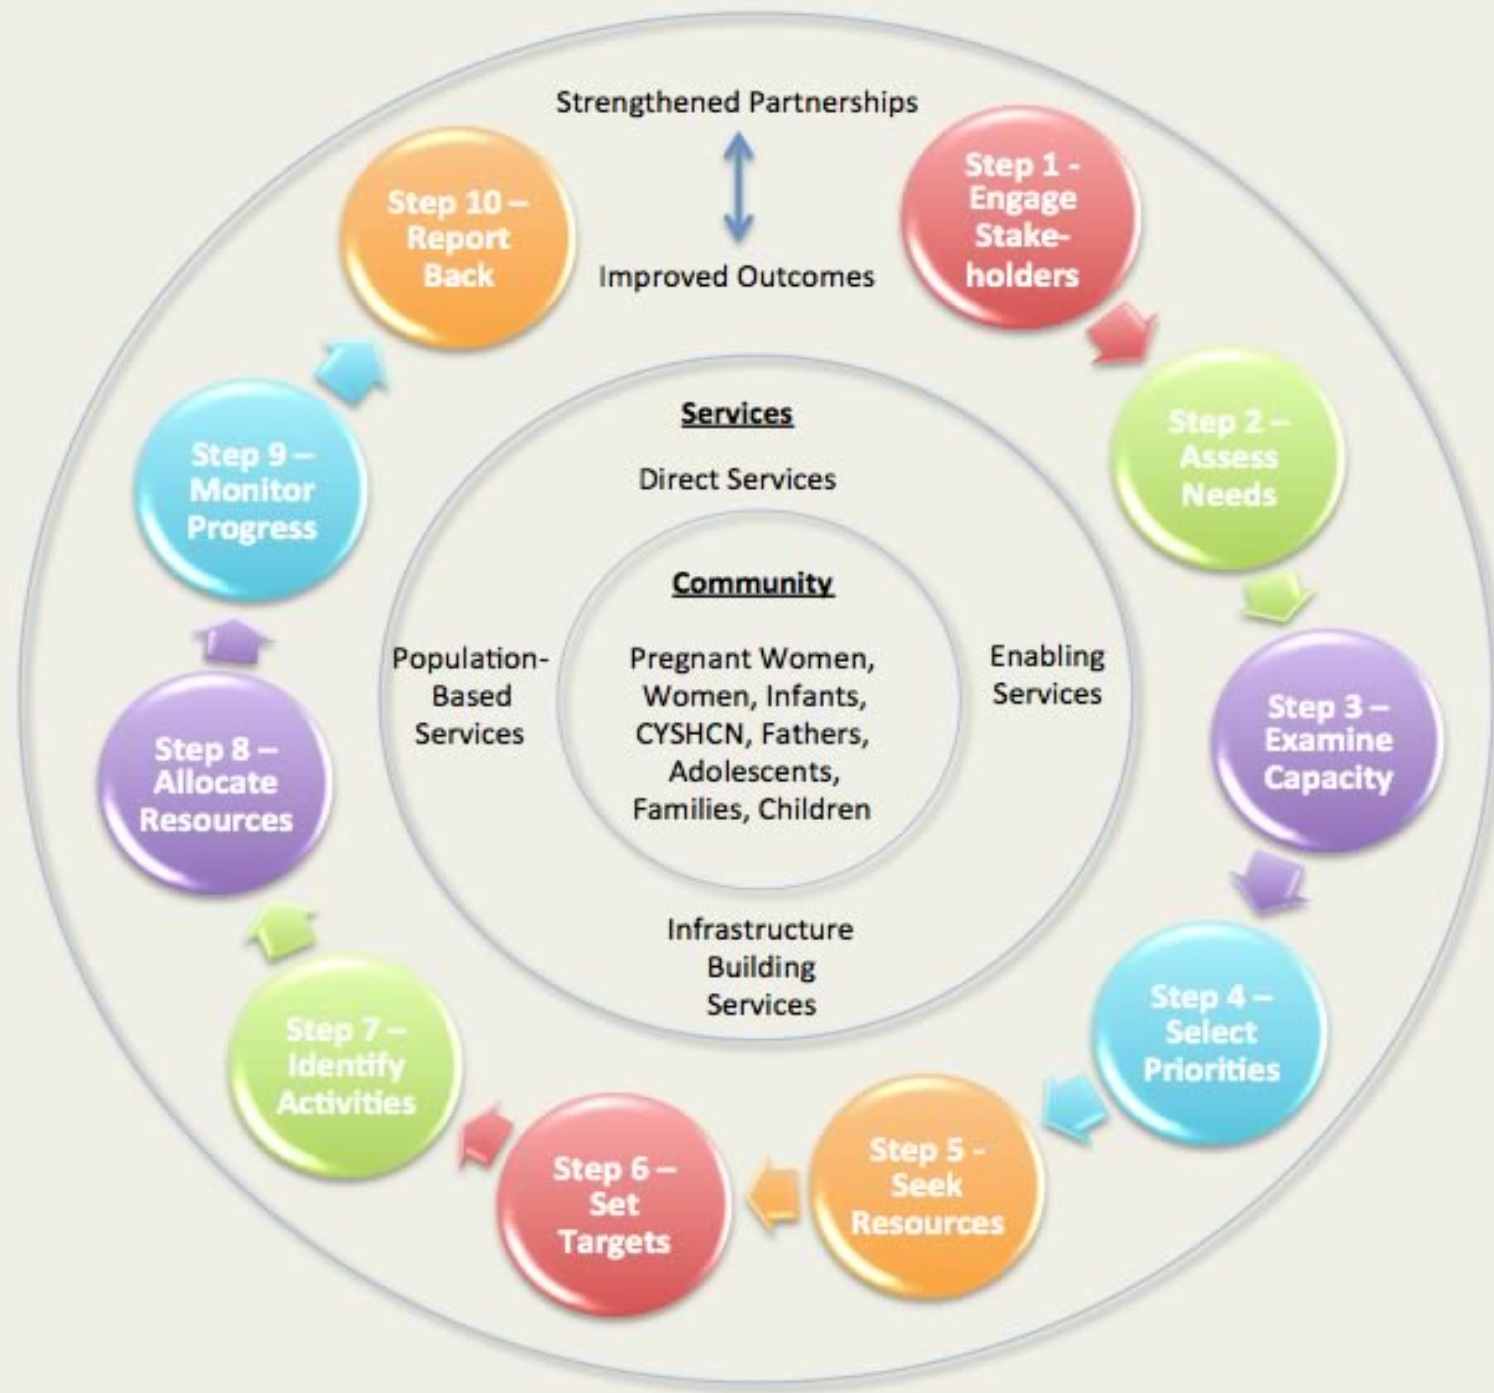 Strengthened Partnerships
Improved Outcomes
Step 1 -
Engage
Stake-
holders
Step 2 –
Assess
Needs
Step 3 –
Examine
Capacity
Step 4 –
Select
Priorities
Step 5 -
Seek
Resources
Step 6 –
Set
Targets
Step 7 –
Identify
Activities
Step 8 –
Allocate
Resources
Step 9 –
Monitor
Progress
Step 10 –
Report
Back
Services
Direct Services
Enabling
Services
Infrastructure
Building
Services
Population-
Based
Services
Community
Pregnant Women,
Women, Infants,
CYSHCN, Fathers,
Adolescents,
Families, Children